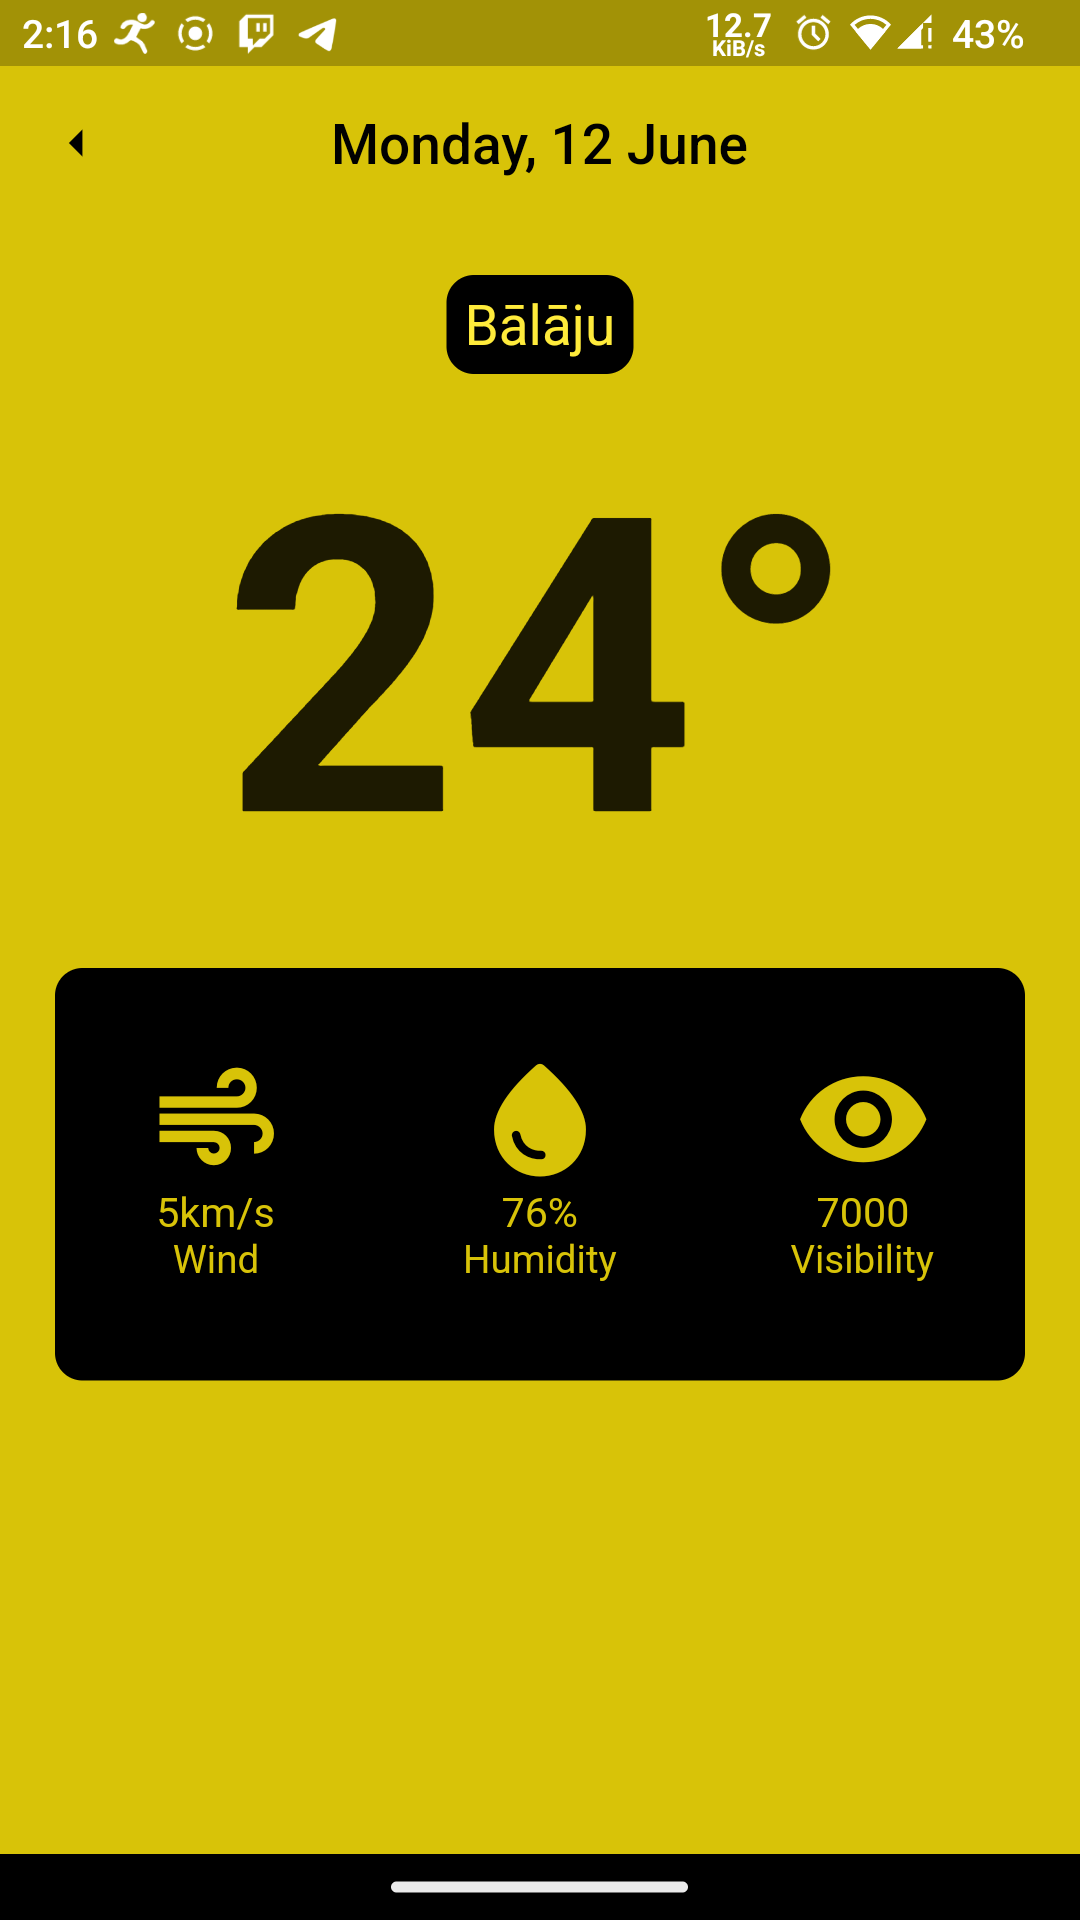 2:16 12.7 KiB/s 43%
Monday, 12 June
Bālāju
24°
5km/s 76% 7000
Wind Humidity Visibility